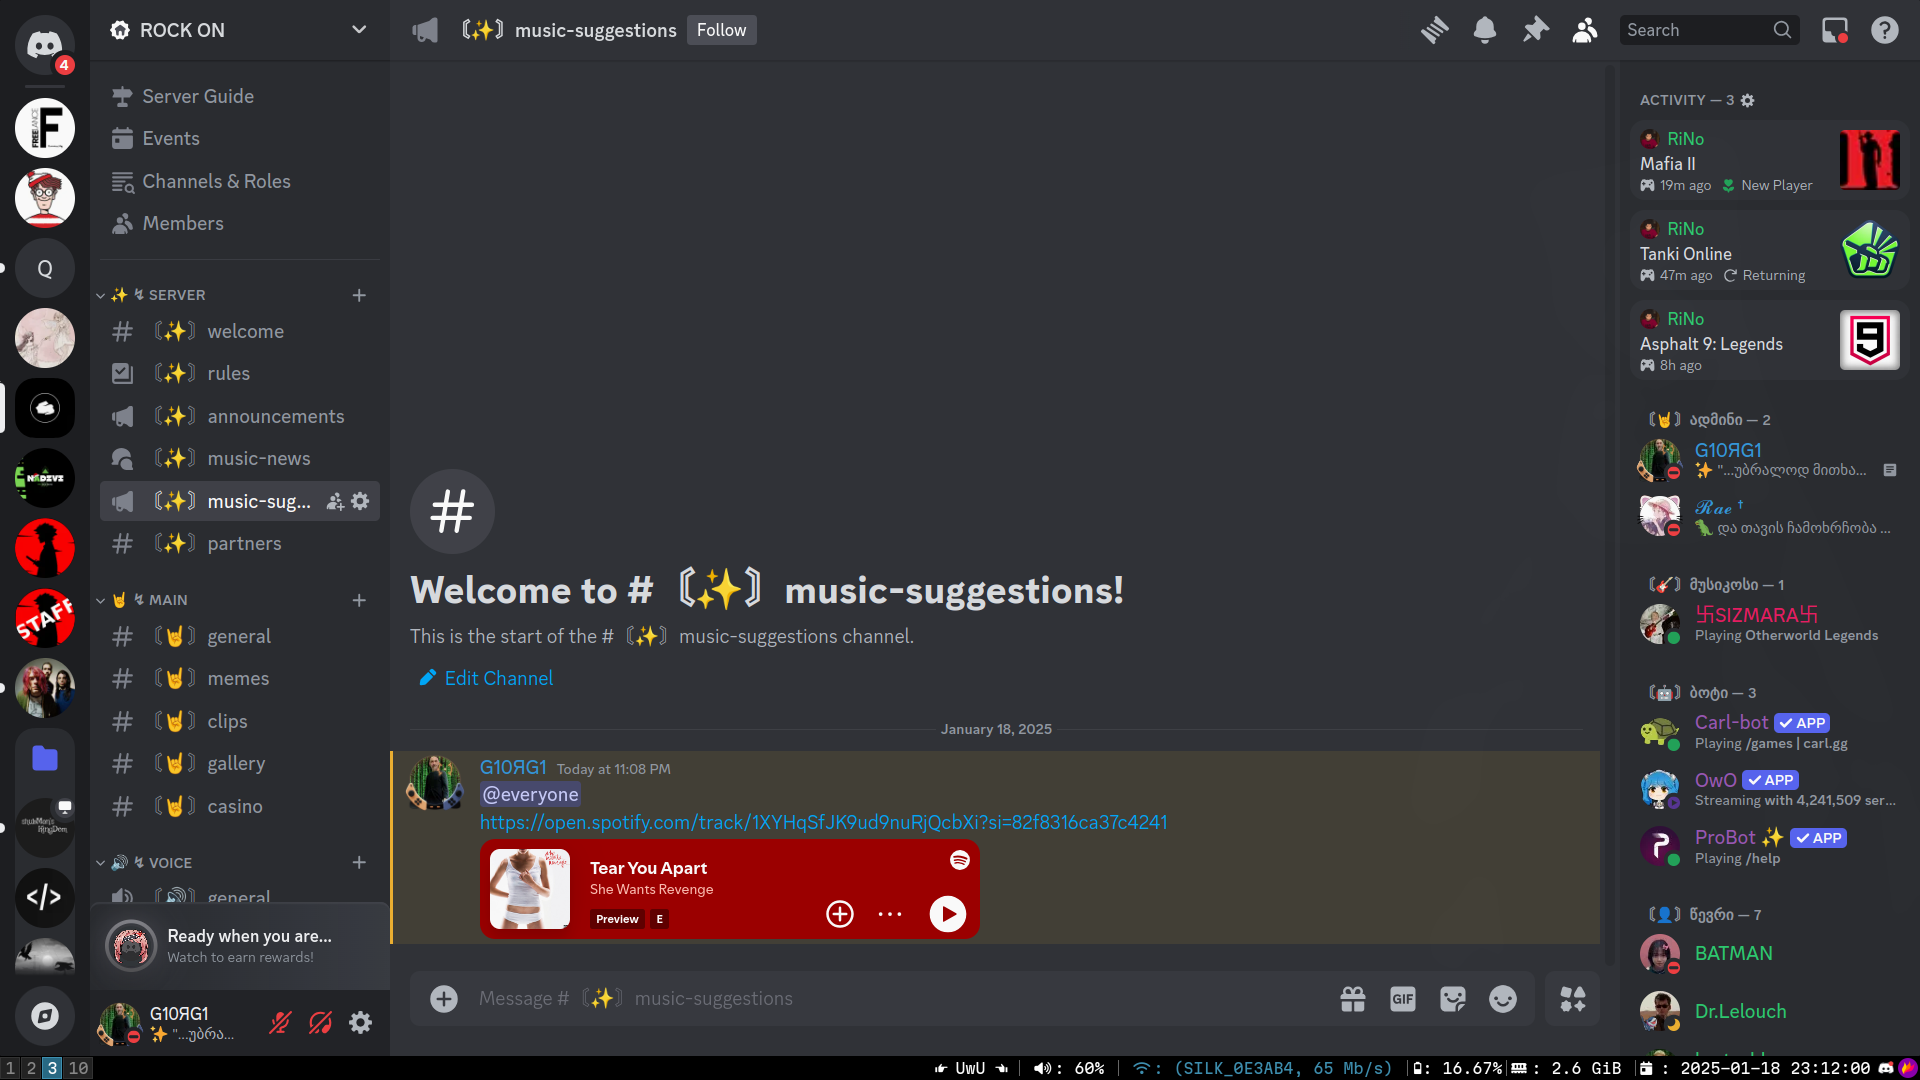 4
FREELANCE
F
Q
NADZVZ
STAFF
ROCK ON
Server Guide
Events
Channels & Roles
Members
✨ ↯ SERVER
〘✨〙 welcome
〘✨〙 rules
〘✨〙 announcements
〘✨〙 music-news
〘✨〙 music-sug...
〘✨〙 partners
🤘 ↯ MAIN
〘🤘〙 general
〘🤘〙 memes
〘🤘〙 clips
〘🤘〙 gallery
〘🤘〙 casino
🔊 ↯ VOICE
〘🔊〙 general
Ready when you are...
Watch to earn rewards!
G10ЯG1
✨ "...უბრა...
〘✨〙 music-suggestions Follow
Search
Welcome to # 〘✨〙 music-suggestions!
This is the start of the # 〘✨〙 music-suggestions channel.
Edit Channel
January 18, 2025
G10ЯG1 Today at 11:08 PM
@everyone
https://open.spotify.com/track/1XYHqSfJK9ud9nuRjQcbXi?si=82f8316ca37c4241
Tear You Apart
She Wants Revenge
Preview E
Message # 〘✨〙 music-suggestions
GIF
ACTIVITY — 3
RiNo
Mafia II
19m ago New Player
RiNo
Tanki Online
47m ago Returning
RiNo
Asphalt 9: Legends
8h ago
〘🤘〙 ადმინი — 2
G10ЯG1
✨ "...უბრალოდ მითხა...
𝓡𝓪𝓮 †
🦖 და თავის ჩამოხრჩობა ...
〘🎸〙 მუსიკოსი — 1
卐SIZMARA卐
Playing Otherworld Legends
〘🤖〙 ბოტი — 3
Carl-bot ✓ APP
Playing /games | carl.gg
OwO ✓ APP
Streaming with 4,241,509 ser...
ProBot ✨ ✓ APP
Playing /help
〘👤〙 წევრი — 7
BATMAN
Dr.Lelouch
1 2 3 10
UwU
: 60%
: (SILK_0E3AB4, 65 Mb/s)
: 16.67%
: 2.6 GiB
: 2025-01-18 23:12:00